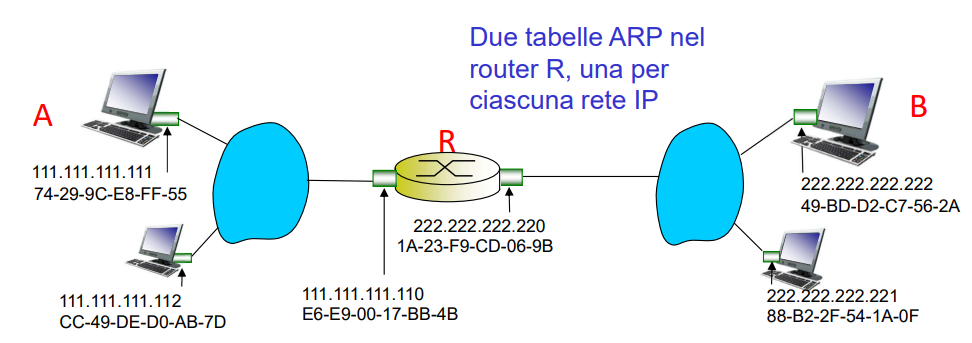 Due tabelle ARP nel
router R, una per
ciascuna rete IP
A
B
R
111.111.111.111
74-29-9C-E8-FF-55
222.222.222.222
49-BD-D2-C7-56-2A
222.222.222.220
1A-23-F9-CD-06-9B
111.111.111.112
CC-49-DE-D0-AB-7D
111.111.111.110
E6-E9-00-17-BB-4B
222.222.222.221
88-B2-2F-54-1A-0F